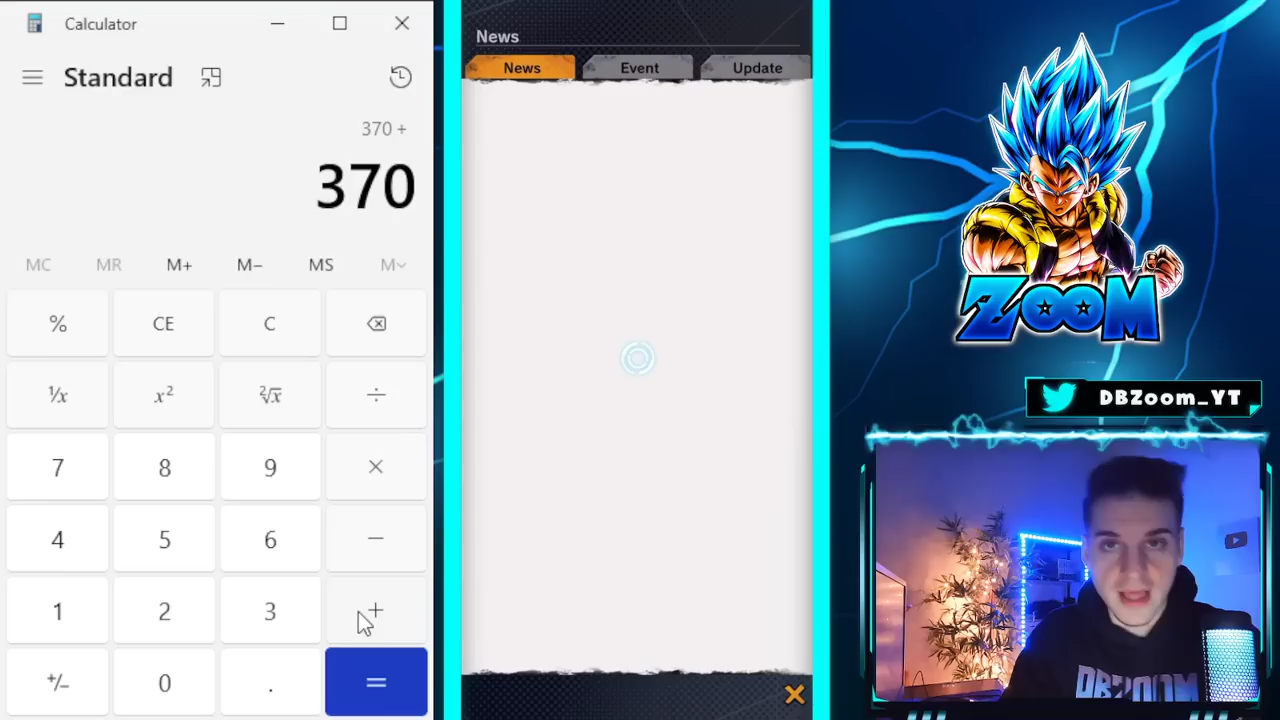 Calculator
Standard
370 +
370
MC MR M+ M− MS M
% CE C
¹/x x² ²√x ÷
7 8 9 ×
4 5 6 −
1 2 3 +
+/− 0 . =
News
News Event Update
ZOOM
DBZoom_YT
DBZOOM